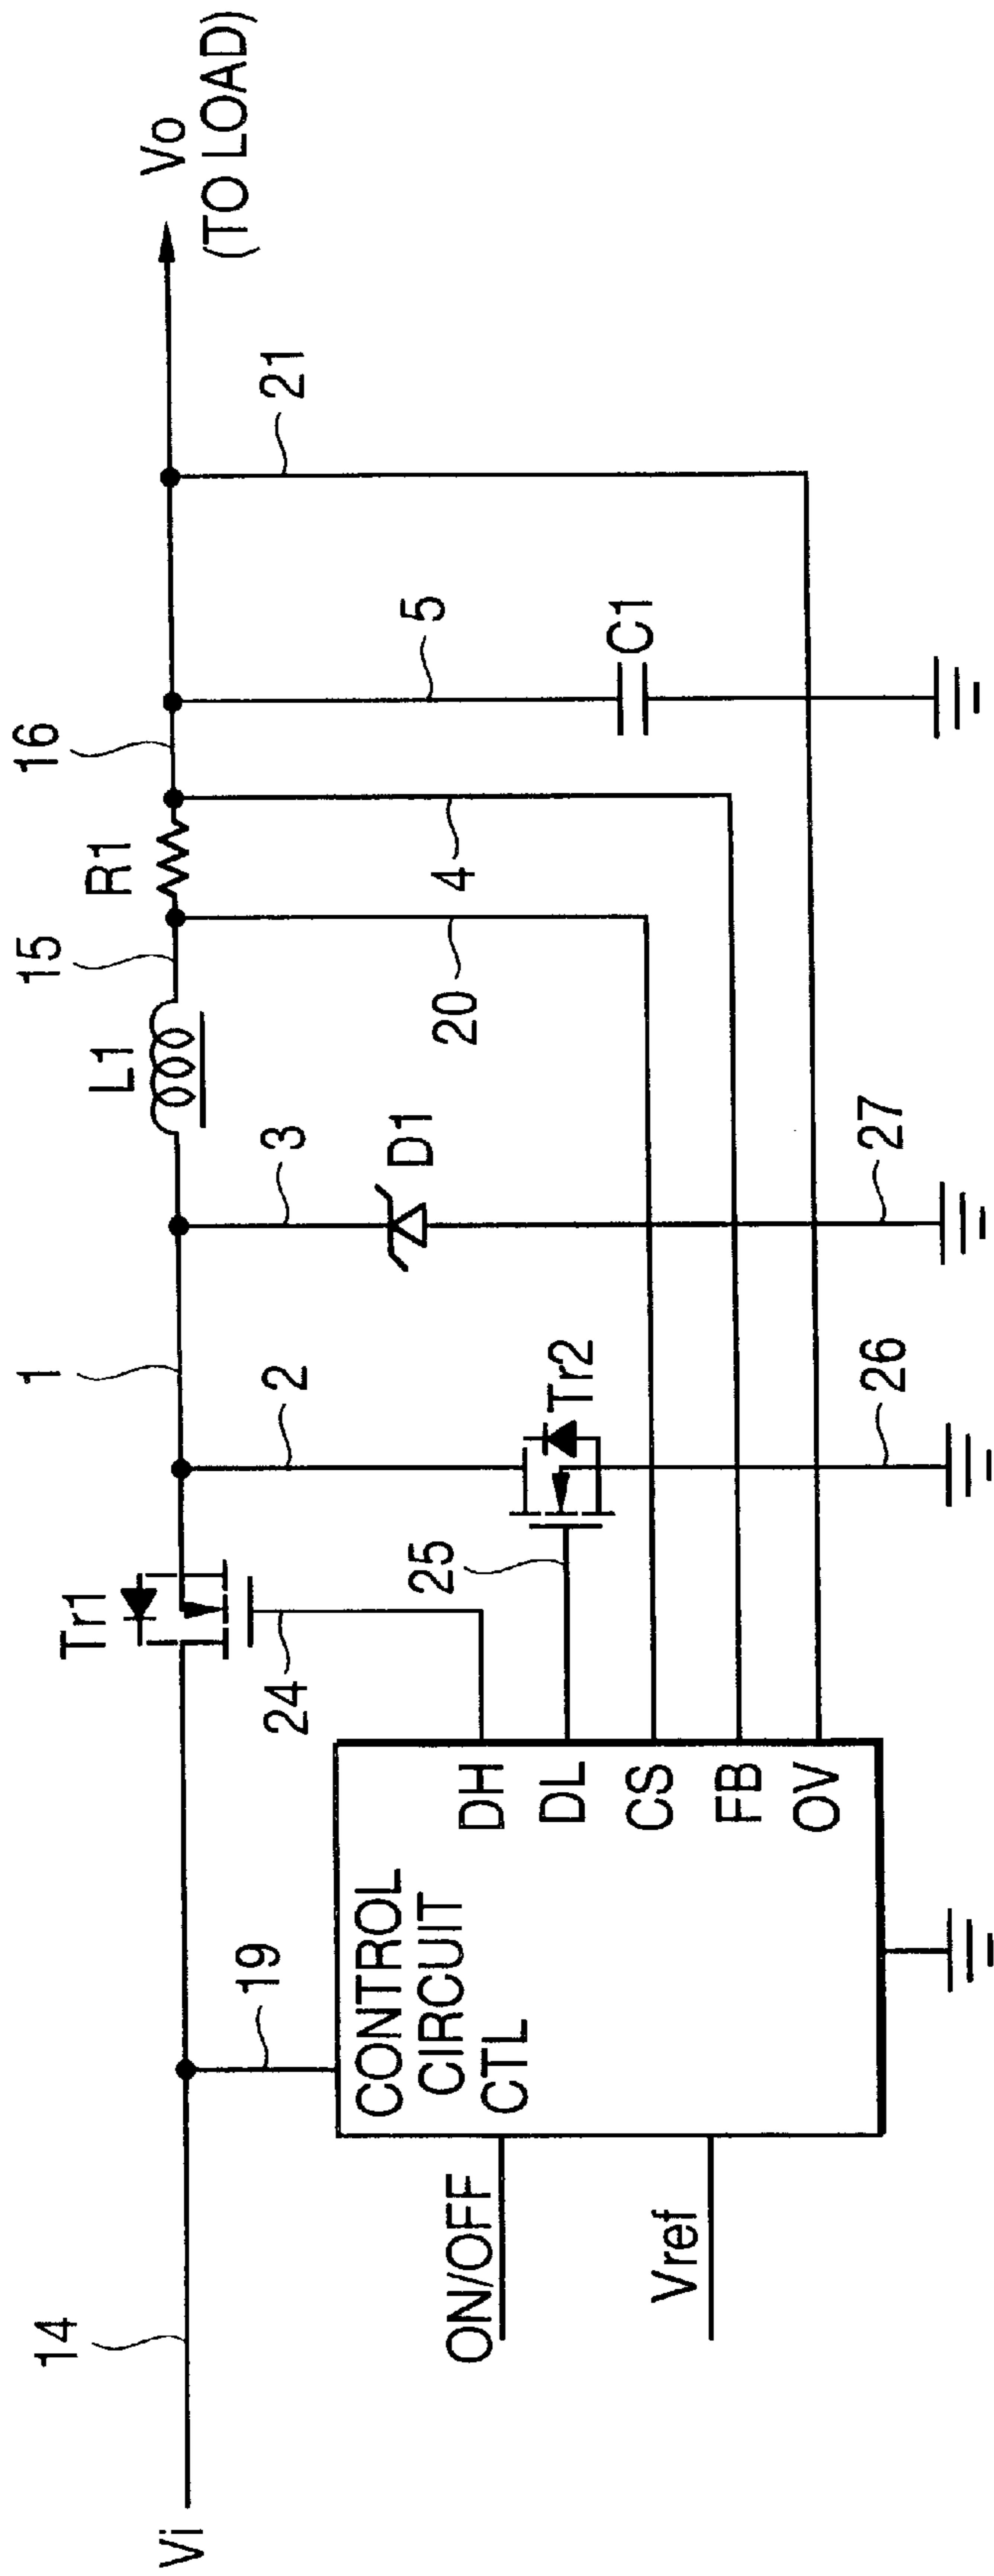 Vi
14
19
Tr1
24
1
2
3
L1
15
R1
16
5
21
Vo
(TO LOAD)
ON/OFF
Vref
CONTROL
CIRCUIT
CTL
DH
DL
CS
FB
OV
25
Tr2
26
D1
27
20
4
C1